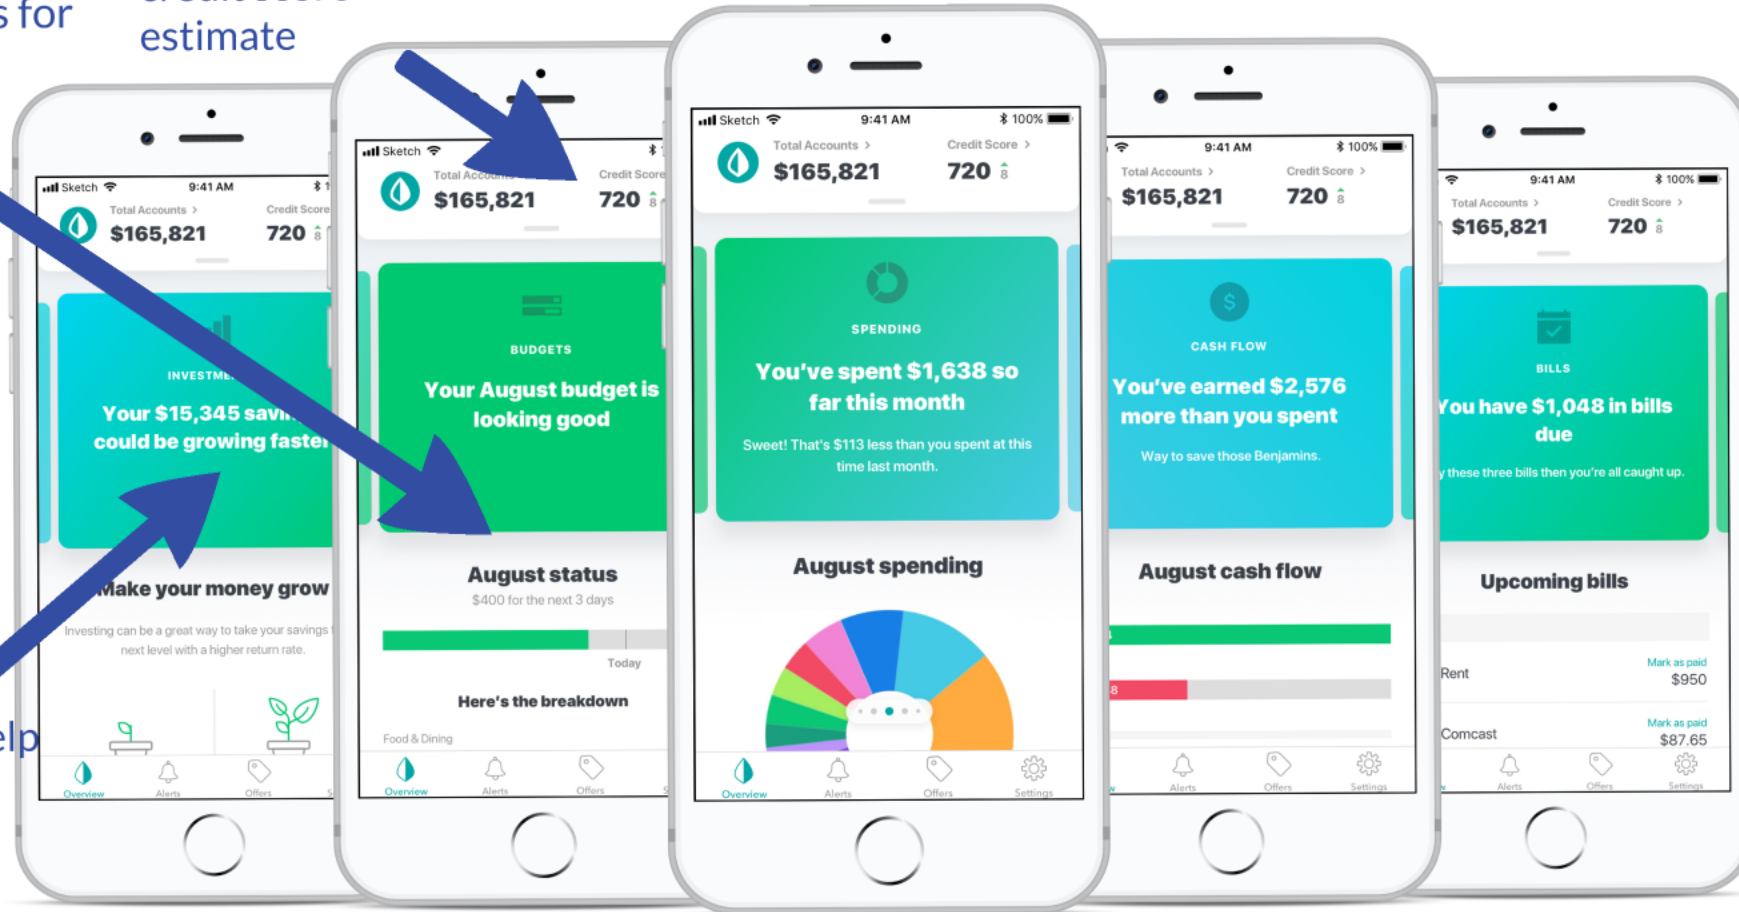 s for
estimate
elp
Sketch
9:41 AM
Total Accounts >
Credit Score
$165,821
720
8
Your $15,345
could be growing faster
Make your money grow
Investing can be a great way to take your savings
next level with a higher return rate.
Overview
Alerts
Offers
Sketch
Credit Score
$165,821
720
8
BUDGETS
Your August budget is
looking good
August status
$400 for the next 3 days
Today
Here's the breakdown
Food & Dining
Overview
Alerts
Offers
Sketch
9:41 AM
100%
Total Accounts >
Credit Score >
$165,821
720
8
SPENDING
You've spent $1,638 so
far this month
Sweet! That's $113 less than you spent at this
time last month.
August spending
Overview
Alerts
Offers
Settings
9:41 AM
100%
Total Accounts >
Credit Score >
$165,821
720
8
$
CASH FLOW
You've earned $2,576
more than you spent
Way to save those Benjamins.
August cash flow
8
Alerts
Offers
Settings
9:41 AM
100%
Total Accounts >
Credit Score >
$165,821
720
8
BILLS
You have $1,048 in bills
due
y these three bills then you're all caught up.
Upcoming bills
Mark as paid
Rent
$950
Mark as paid
Comcast
$87.65
Alerts
Offers
Settings